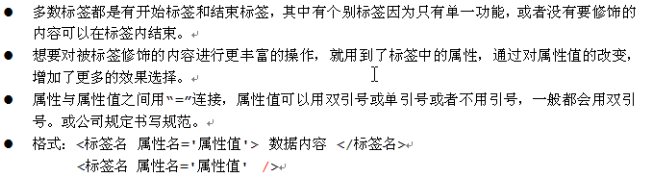 ● 多数标签都是有开始标签和结束标签，其中有个别标签因为只有单一功能，或者没有要修饰的
内容可以在标签内结束。
● 想要对被标签修饰的内容进行更丰富的操作，就用到了标签中的属性，通过对属性值的改变，
增加了更多的效果选择。
● 属性与属性值之间用“=”连接，属性值可以用双引号或单引号或者不用引号，一般都会用双引
号。或公司规定书写规范。
● 格式：<标签名 属性名='属性值'> 数据内容 </标签名>
<标签名 属性名='属性值' />